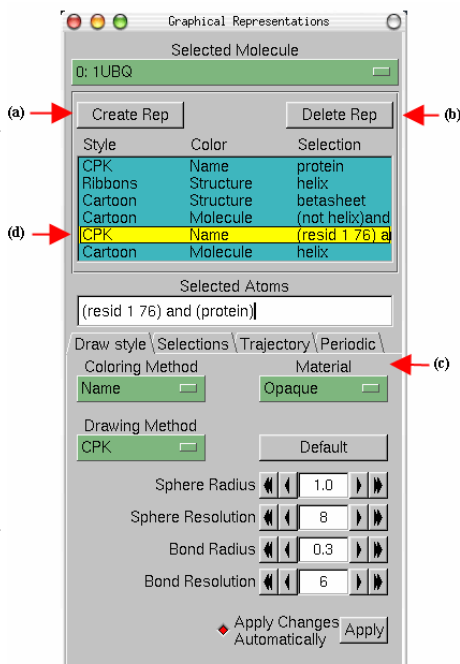 Graphical Representations
Selected Molecule
0: 1UBQ
(a) Create Rep Delete Rep (b)
Style Color Selection
CPK Name protein
Ribbons Structure helix
Cartoon Structure betasheet
Cartoon Molecule (not helix)and
(d) CPK Name (resid 1 76) a
Cartoon Molecule helix
Selected Atoms
(resid 1 76) and (protein)
Draw style Selections Trajectory Periodic
Coloring Method Material (c)
Name Opaque
Drawing Method
CPK Default
Sphere Radius 1.0
Sphere Resolution 8
Bond Radius 0.3
Bond Resolution 6
Apply Changes
Automatically Apply